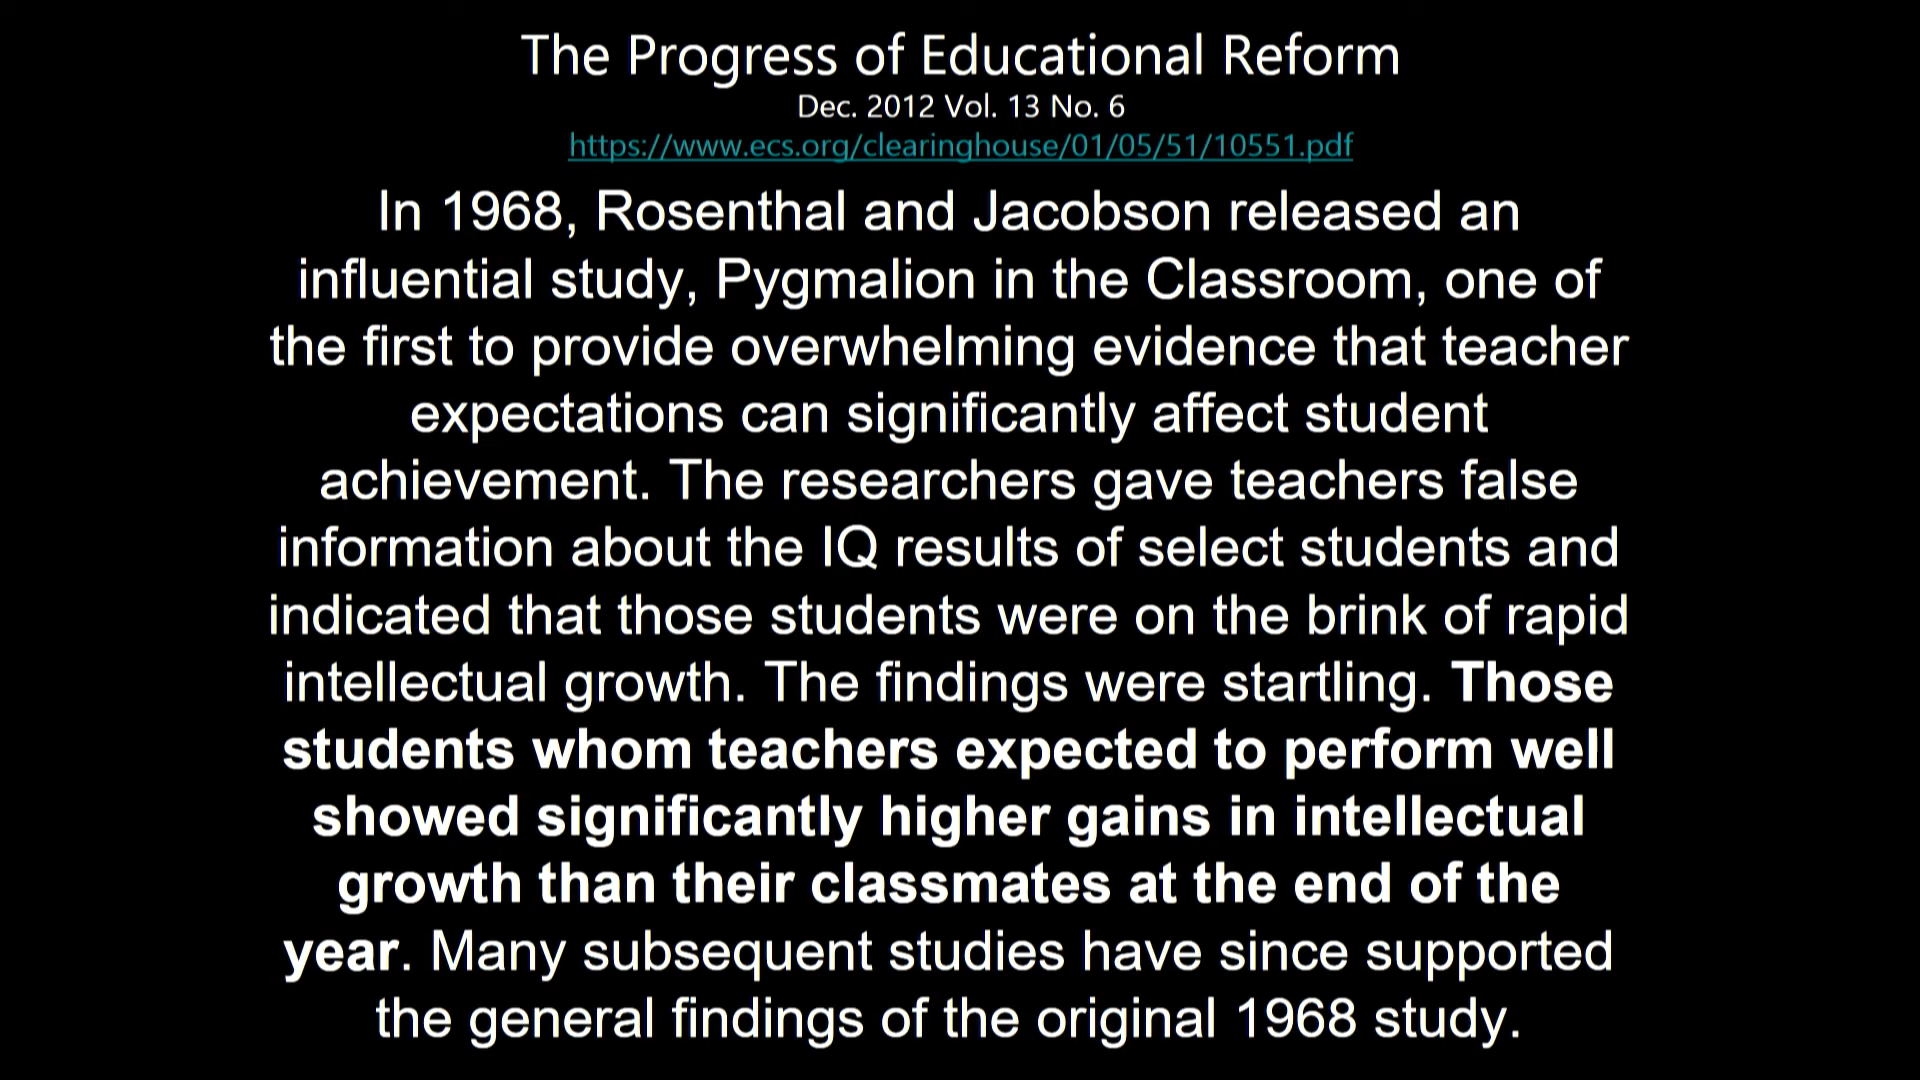 The Progress of Educational Reform
Dec. 2012 Vol. 13 No. 6
https://www.ecs.org/clearinghouse/01/05/51/10551.pdf
In 1968, Rosenthal and Jacobson released an
influential study, Pygmalion in the Classroom, one of
the first to provide overwhelming evidence that teacher
expectations can significantly affect student
achievement. The researchers gave teachers false
information about the IQ results of select students and
indicated that those students were on the brink of rapid
intellectual growth. The findings were startling. Those
students whom teachers expected to perform well
showed significantly higher gains in intellectual
growth than their classmates at the end of the
year. Many subsequent studies have since supported
the general findings of the original 1968 study.